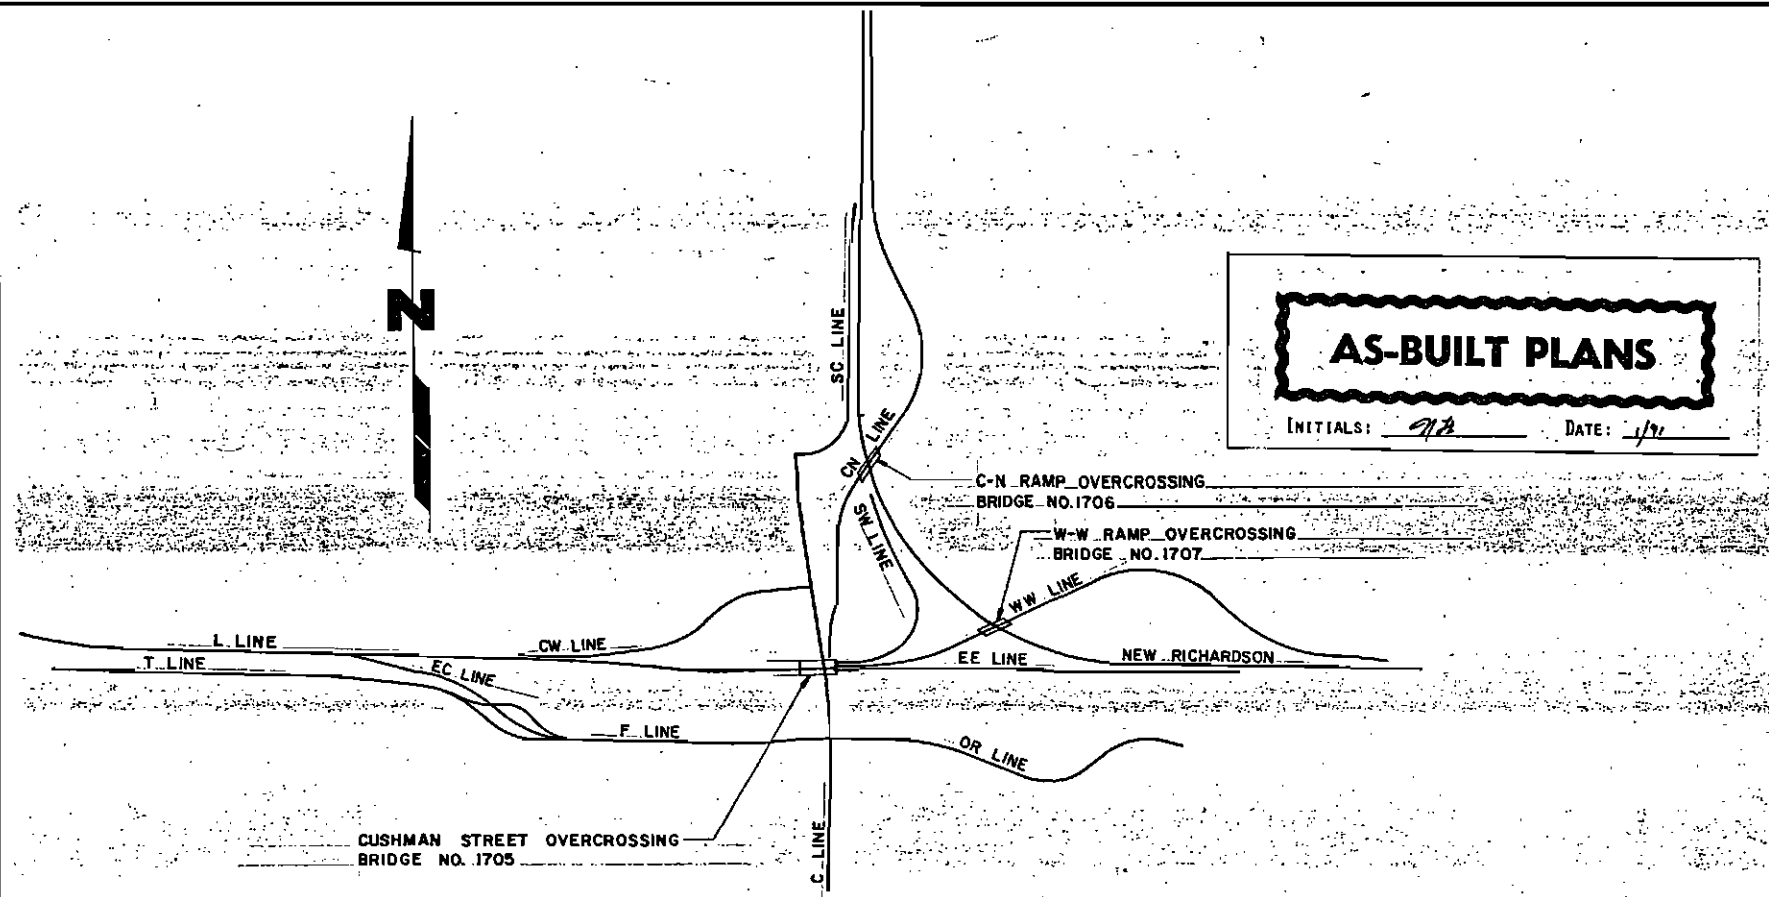 N
SC LINE
AS-BUILT PLANS
INITIALS:
DATE: 1/91
CN LINE
C-N RAMP OVERCROSSING
BRIDGE NO. 1706
SW LINE
W-W RAMP OVERCROSSING
BRIDGE NO. 1707
WW LINE
L LINE
CW LINE
T LINE
EC LINE
EE LINE
NEW RICHARDSON
F LINE
OR LINE
CUSHMAN STREET OVERCROSSING
BRIDGE NO. 1705
C LINE